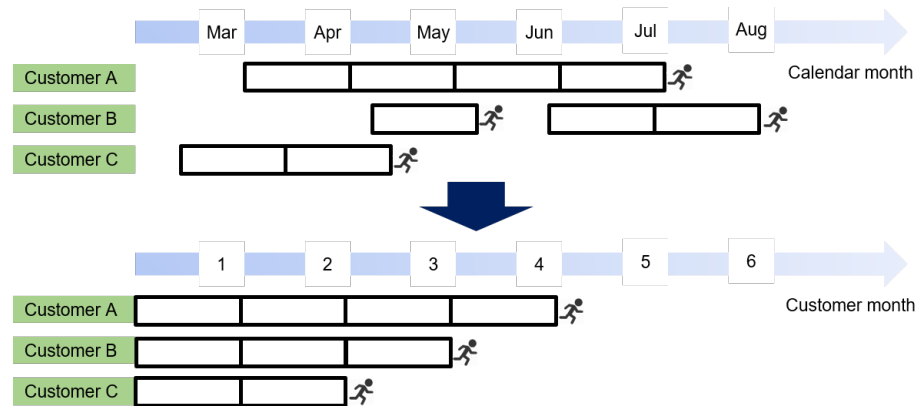 Mar Apr May Jun Jul Aug
Calendar month
Customer A
Customer B
Customer C
1 2 3 4 5 6
Customer month
Customer A
Customer B
Customer C